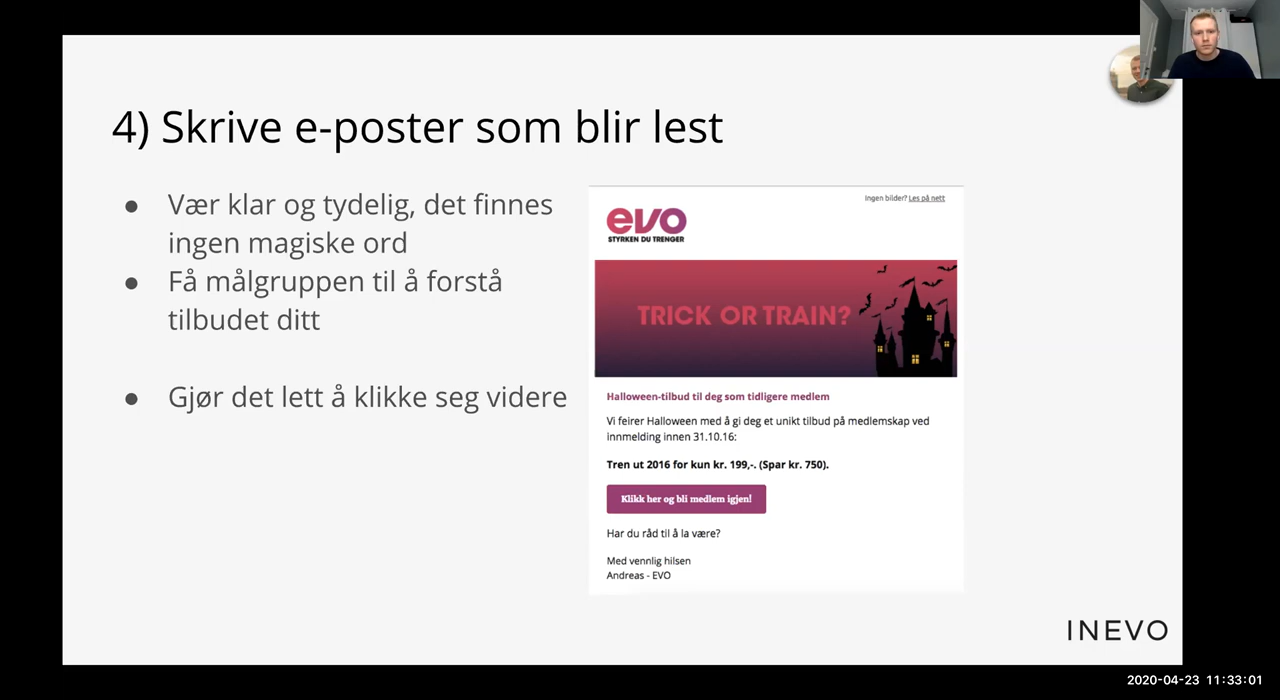 4) Skrive e-poster som blir lest
● Vær klar og tydelig, det finnes
ingen magiske ord
● Få målgruppen til å forstå
tilbudet ditt
● Gjør det lett å klikke seg videre
Ingen bilder? Les på nett
evo
STYRKEN DU TRENGER
TRICK OR TRAIN?
Halloween-tilbud til deg som tidligere medlem
Vi feirer Halloween med å gi deg et unikt tilbud på medlemskap ved
innmelding innen 31.10.16:
Tren ut 2016 for kun kr. 199,-. (Spar kr. 750).
Klikk her og bli medlem igjen!
Har du råd til å la være?
Med vennlig hilsen
Andreas - EVO
INEVO
2020-04-23 11:33:01